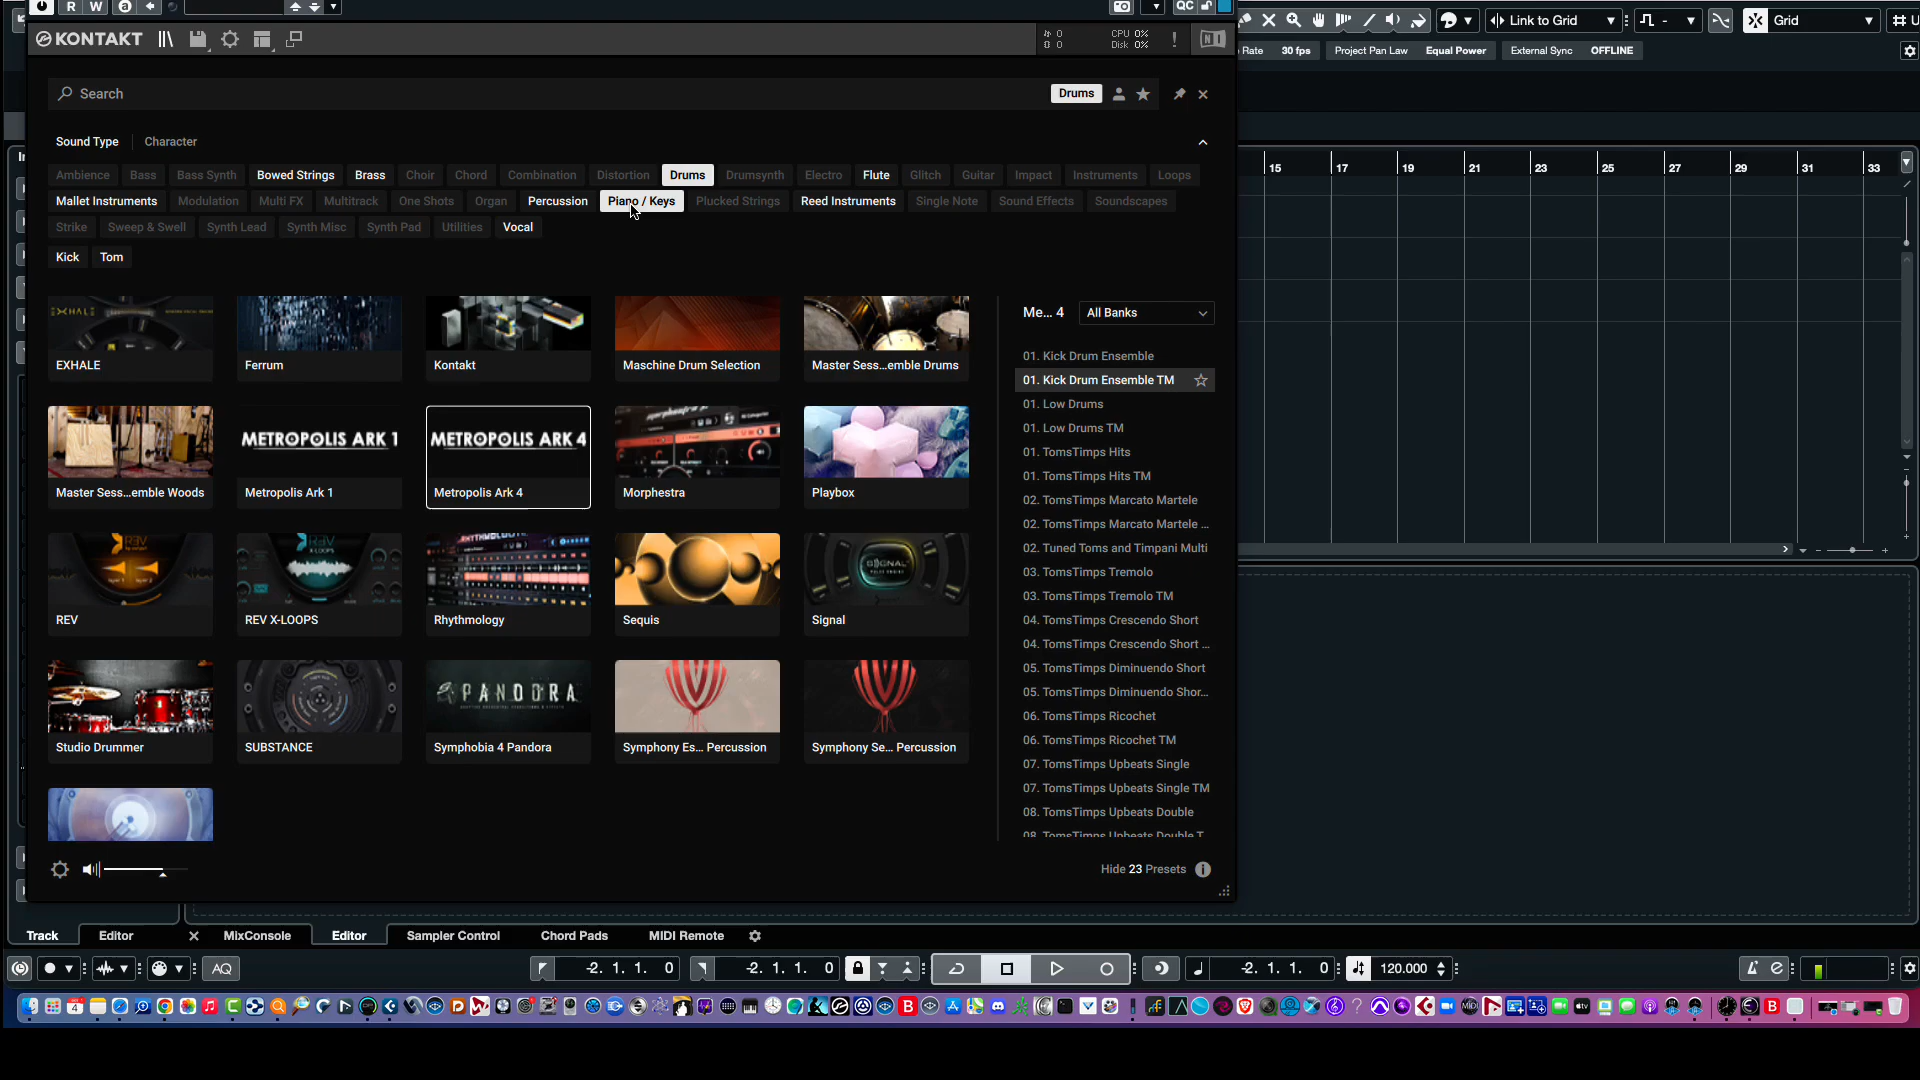 R W a QC
KONTAKT
0
0
CPU 0%
Disk 0%
Link to Grid
Grid
Rate 30 fps Project Pan Law Equal Power External Sync OFFLINE
Search
Drums
Sound Type Character
Ambience Bass Bass Synth Bowed Strings Brass Choir Chord Combination Distortion Drums Drumsynth Electro Flute Glitch Guitar Impact Instruments Loops
Mallet Instruments Modulation Multi FX Multitrack One Shots Organ Percussion Piano / Keys Plucked Strings Reed Instruments Single Note Sound Effects Soundscapes
Strike Sweep & Swell Synth Lead Synth Misc Synth Pad Utilities Vocal
Kick Tom
15 17 19 21 23 25 27 29 31 33
EXHALE
EXHALE Ferrum Kontakt Maschine Drum Selection Master Sess...emble Drums
METROPOLIS ARK 1 METROPOLIS ARK 4
Master Sess...emble Woods Metropolis Ark 1 Metropolis Ark 4 Morphestra Playbox
REV
REV
X-LOOPS
RHYTHMOLOGY
SIGNAL
REV REV X-LOOPS Rhythmology Sequis Signal
PANDORA
Studio Drummer SUBSTANCE Symphobia 4 Pandora Symphony Es... Percussion Symphony Se... Percussion
Me... 4 All Banks
01. Kick Drum Ensemble
01. Kick Drum Ensemble TM
01. Low Drums
01. Low Drums TM
01. TomsTimps Hits
01. TomsTimps Hits TM
02. TomsTimps Marcato Martele
02. TomsTimps Marcato Martele ...
02. Tuned Toms and Timpani Multi
03. TomsTimps Tremolo
03. TomsTimps Tremolo TM
04. TomsTimps Crescendo Short
04. TomsTimps Crescendo Short ...
05. TomsTimps Diminuendo Short
05. TomsTimps Diminuendo Shor...
06. TomsTimps Ricochet
06. TomsTimps Ricochet TM
07. TomsTimps Upbeats Single
07. TomsTimps Upbeats Single TM
08. TomsTimps Upbeats Double
08. TomsTimps Upbeats Double T
Hide 23 Presets
Track Editor MixConsole Editor Sampler Control Chord Pads MIDI Remote
AQ -2. 1. 1. 0 -2. 1. 1. 0 -2. 1. 1. 0 120.000